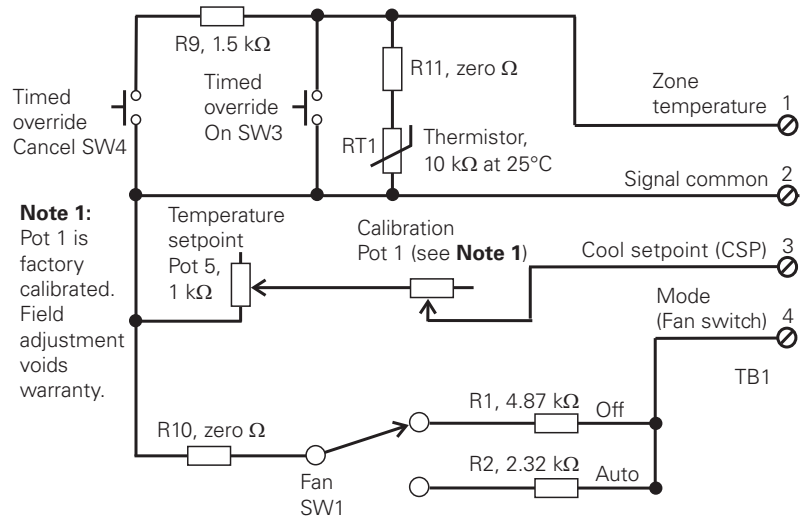 R9, 1.5 kΩ
Timed
override
Cancel SW4
Timed
override
On SW3
R11, zero Ω
RT1
Thermistor,
10 kΩ at 25°C
Zone
temperature
1
Signal common
2
Note 1:
Pot 1 is
factory
calibrated.
Field
adjustment
voids
warranty.
Temperature
setpoint
Pot 5,
1 kΩ
Calibration
Pot 1 (see Note 1)
Cool setpoint (CSP)
3
Mode
(Fan switch)
4
TB1
R10, zero Ω
Fan
SW1
R1, 4.87 kΩ
Off
R2, 2.32 kΩ
Auto